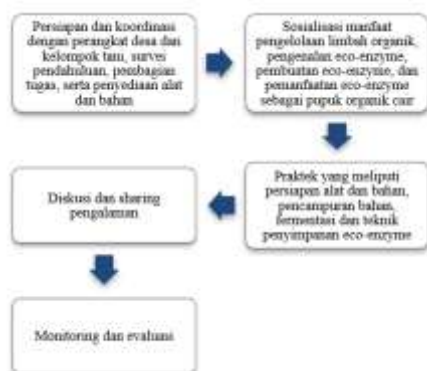 Persiapan dan koordinasi
dengan perangkat desa dan
kelompok tani, survei
pendahuluan, pembagian
tugas, serta penyediaan alat
dan bahan
Sosialisasi manfaat
pengelolaan limbah organik,
pengenalan eco-enzyme,
pembuatan eco-enzyme, dan
pemanfaatan eco-enzyme
sebagai pupuk organik cair
Praktek yang meliputi
persiapan alat dan bahan,
pencampuran bahan,
fermentasi dan teknik
penyimpanan eco-enzyme
Diskusi dan sharing
pengalaman
Monitoring dan evaluasi